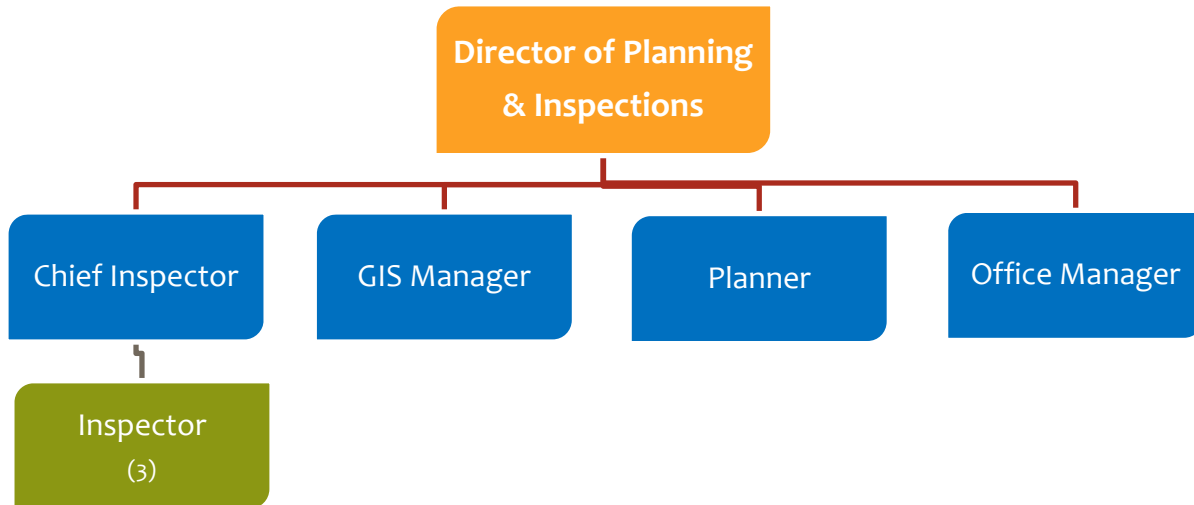 Director of Planning
& Inspections
Chief Inspector
GIS Manager
Planner
Office Manager
Inspector
(3)